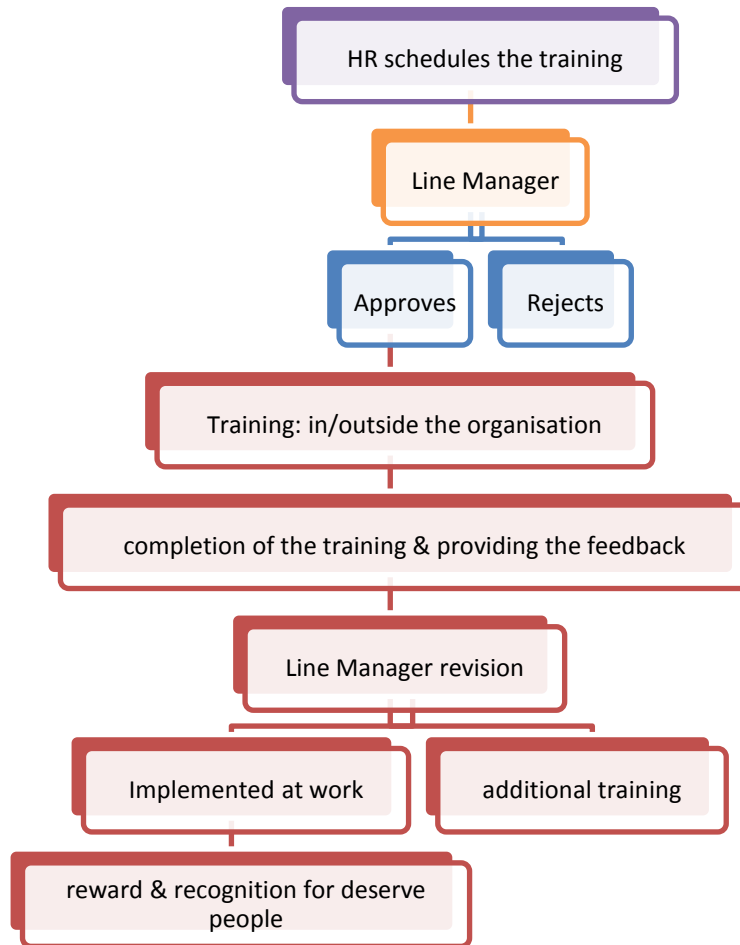 HR schedules the training
Line Manager
Approves
Rejects
Training: in/outside the organisation
completion of the training & providing the feedback
Line Manager revision
Implemented at work
additional training
reward & recognition for deserve
people